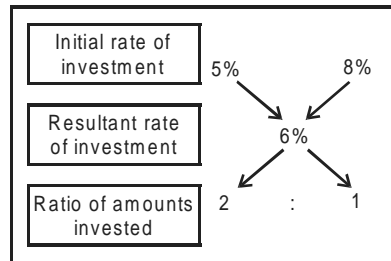 Initial rate of
investment
5% 8%
Resultant rate
of investment
6%
Ratio of amounts
invested
2 : 1